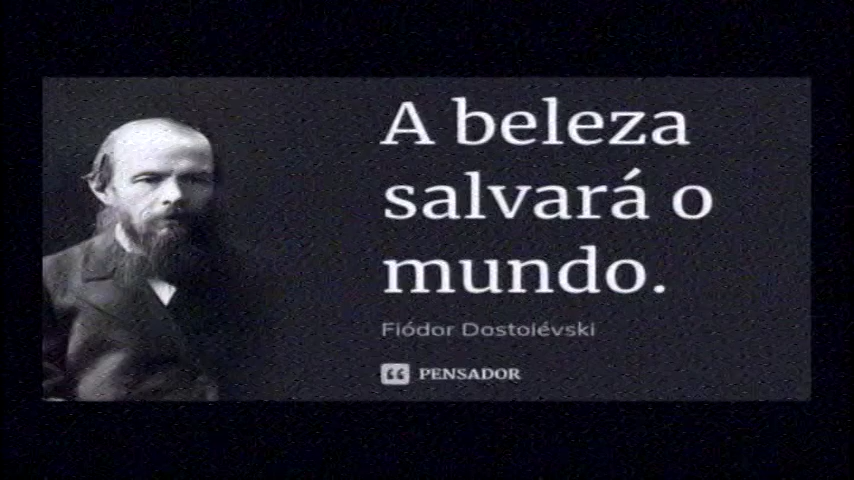 A beleza
salvará o
mundo.
Fiódor Dostoiévski
PENSADOR